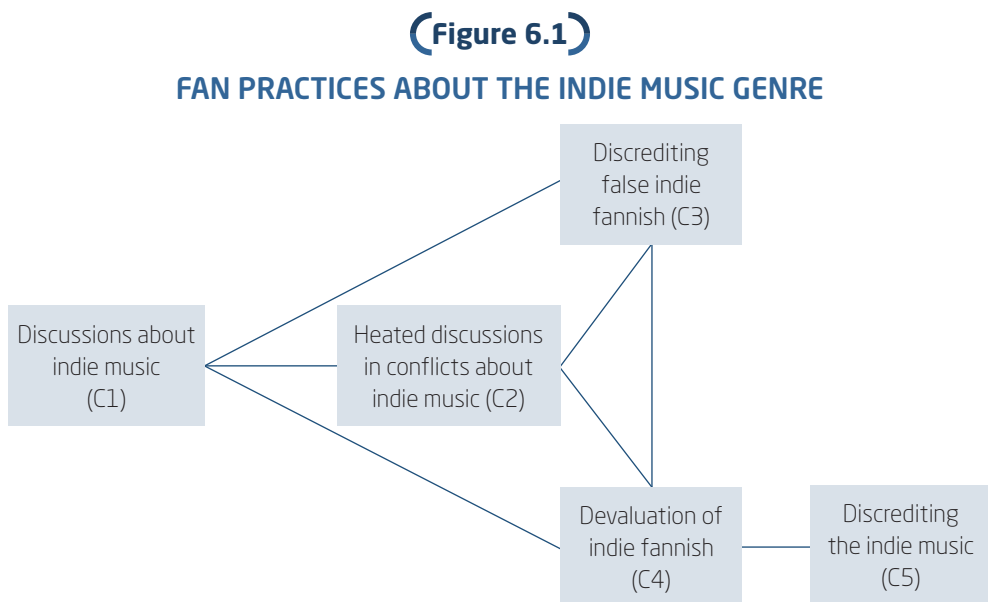 Figure 6.1
FAN PRACTICES ABOUT THE INDIE MUSIC GENRE
Discrediting
false indie
fannish (C3)
Discussions about
indie music
(C1)
Heated discussions
in conflicts about
indie music (C2)
Devaluation of
indie fannish
(C4)
Discrediting
the indie music
(C5)